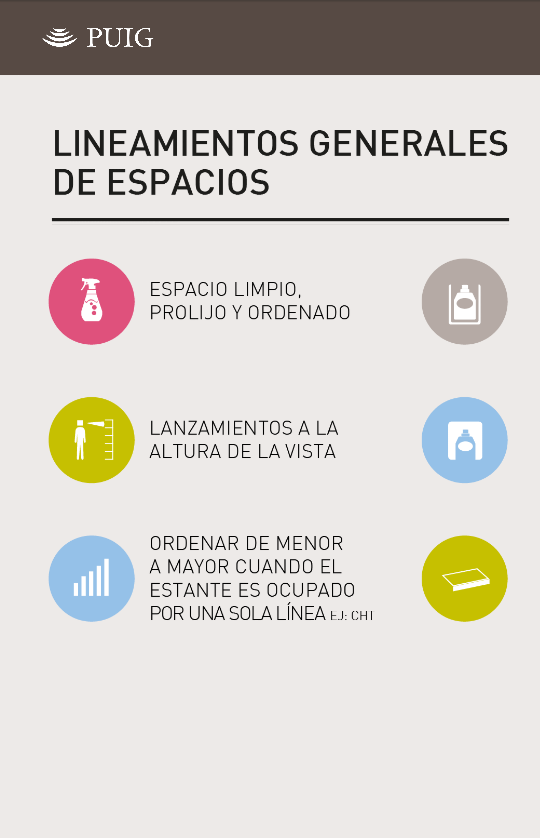 PUIG
LINEAMIENTOS GENERALES
DE ESPACIOS
ESPACIO LIMPIO,
PROLIJO Y ORDENADO
LANZAMIENTOS A LA
ALTURA DE LA VISTA
ORDENAR DE MENOR
A MAYOR CUANDO EL
ESTANTE ES OCUPADO
POR UNA SOLA LÍNEA EJ: CHT